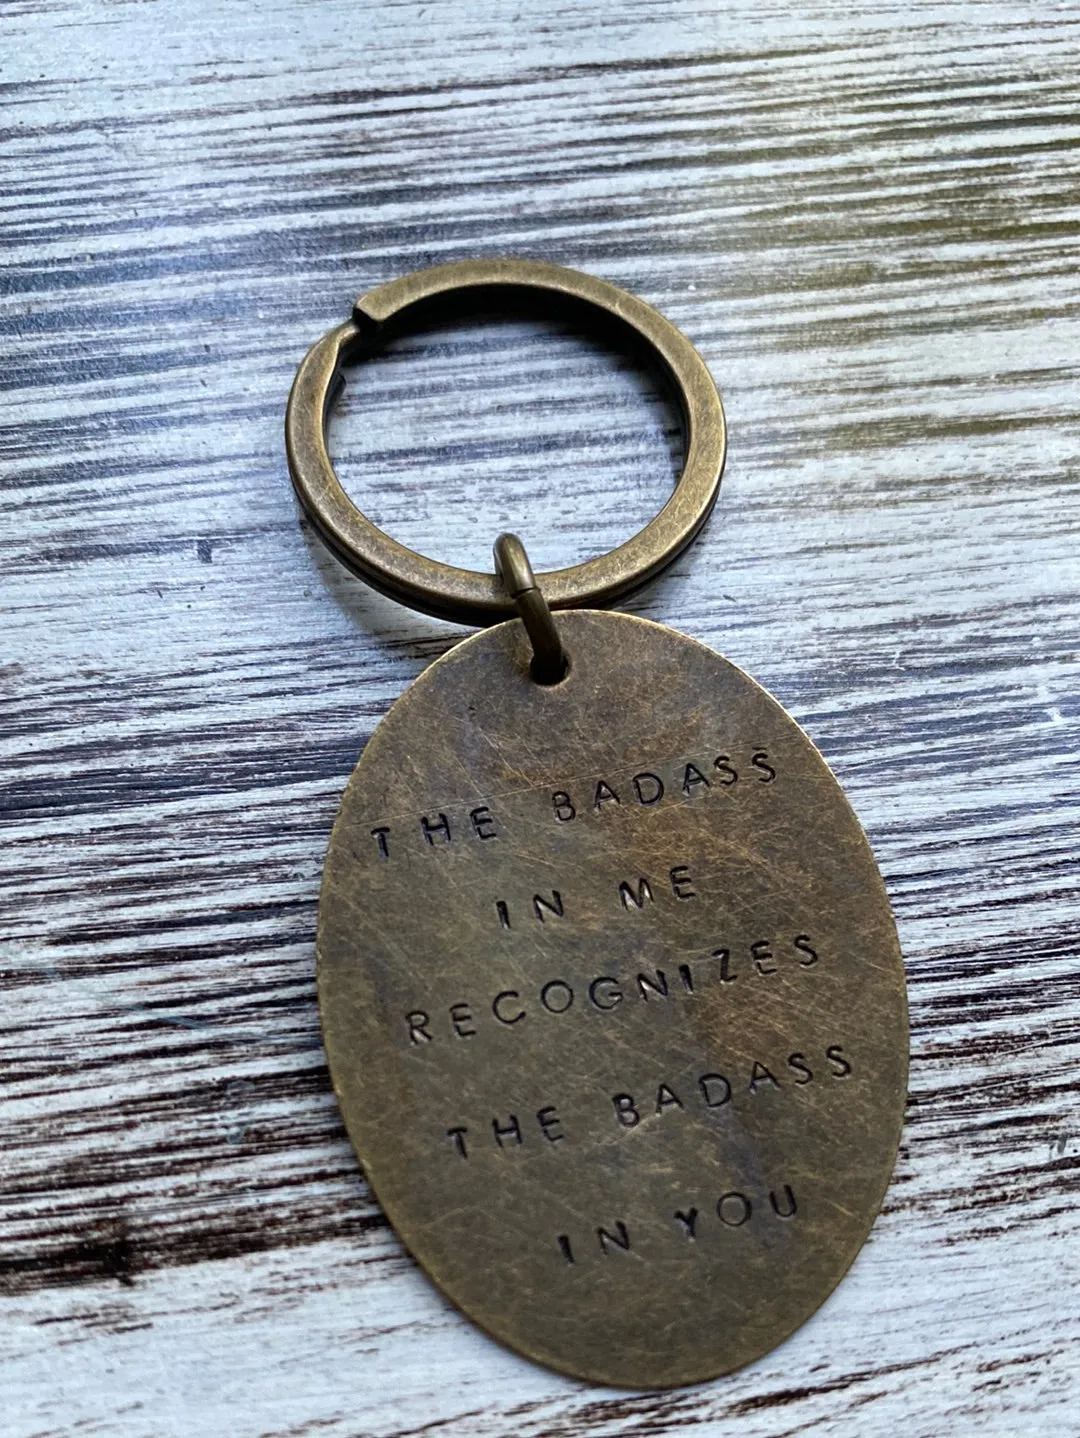 THE BADASS
IN ME
RECOGNIZES
THE BADASS
IN YOU